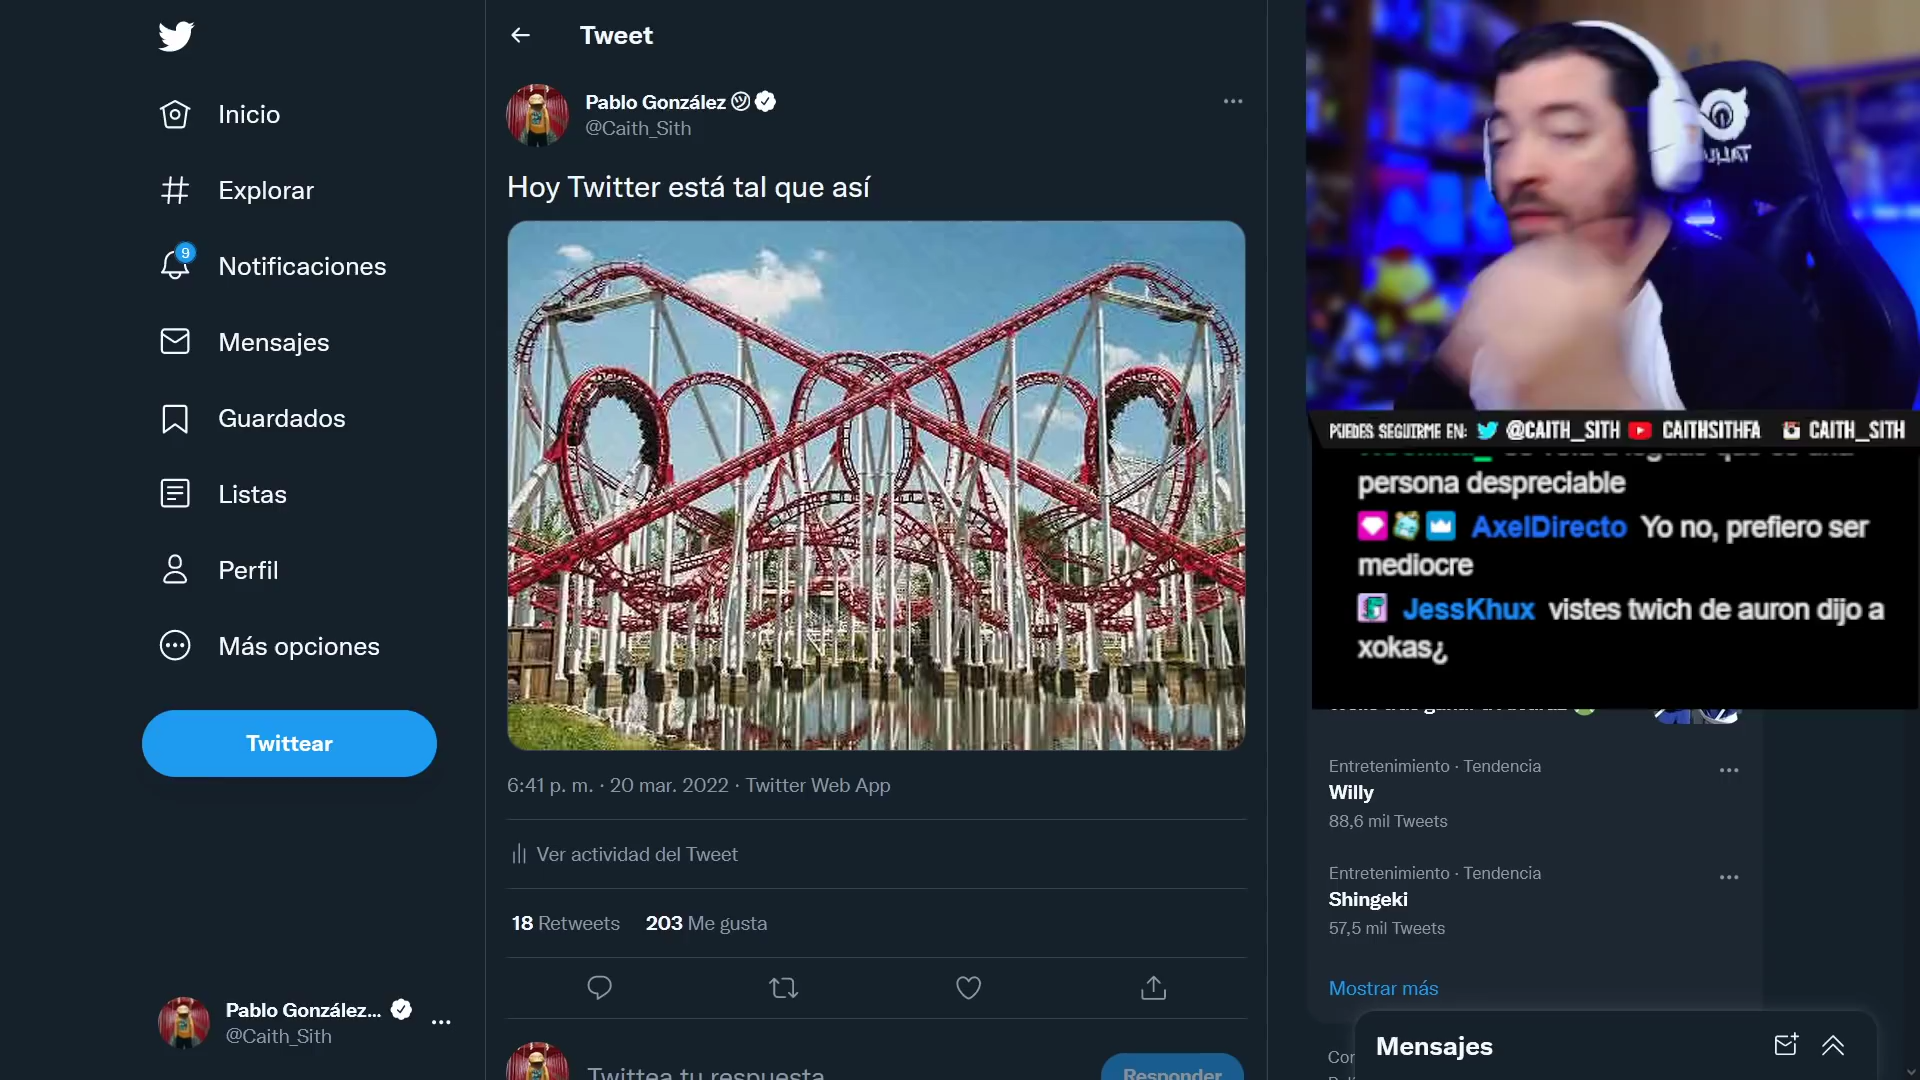 Inicio
Explorar
9
Notificaciones
Mensajes
Guardados
Listas
Perfil
Más opciones
Twittear
Pablo González...
@Caith_Sith
Tweet
Pablo González
@Caith_Sith
Hoy Twitter está tal que así
6:41 p. m. · 20 mar. 2022 · Twitter Web App
Ver actividad del Tweet
18 Retweets 203 Me gusta
Twittea tu respuesta
Responder
PUEDES SEGUIRME EN: @CAITH_SITH CAITHSITHFA CAITH_SITH
persona despreciable
AxelDirecto Yo no, prefiero ser
mediocre
JessKhux vistes twich de auron dijo a
xokas¿
Entretenimiento · Tendencia
Willy
88,6 mil Tweets
Entretenimiento · Tendencia
Shingeki
57,5 mil Tweets
Mostrar más
Mensajes